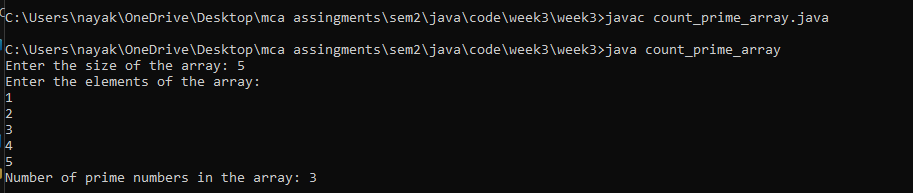 C:\Users\nayak\OneDrive\Desktop\mca assingments\sem2\java\code\week3\week3>javac count_prime_array.java
C:\Users\nayak\OneDrive\Desktop\mca assingments\sem2\java\code\week3\week3>java count_prime_array
Enter the size of the array: 5
Enter the elements of the array:
1
2
3
4
5
Number of prime numbers in the array: 3